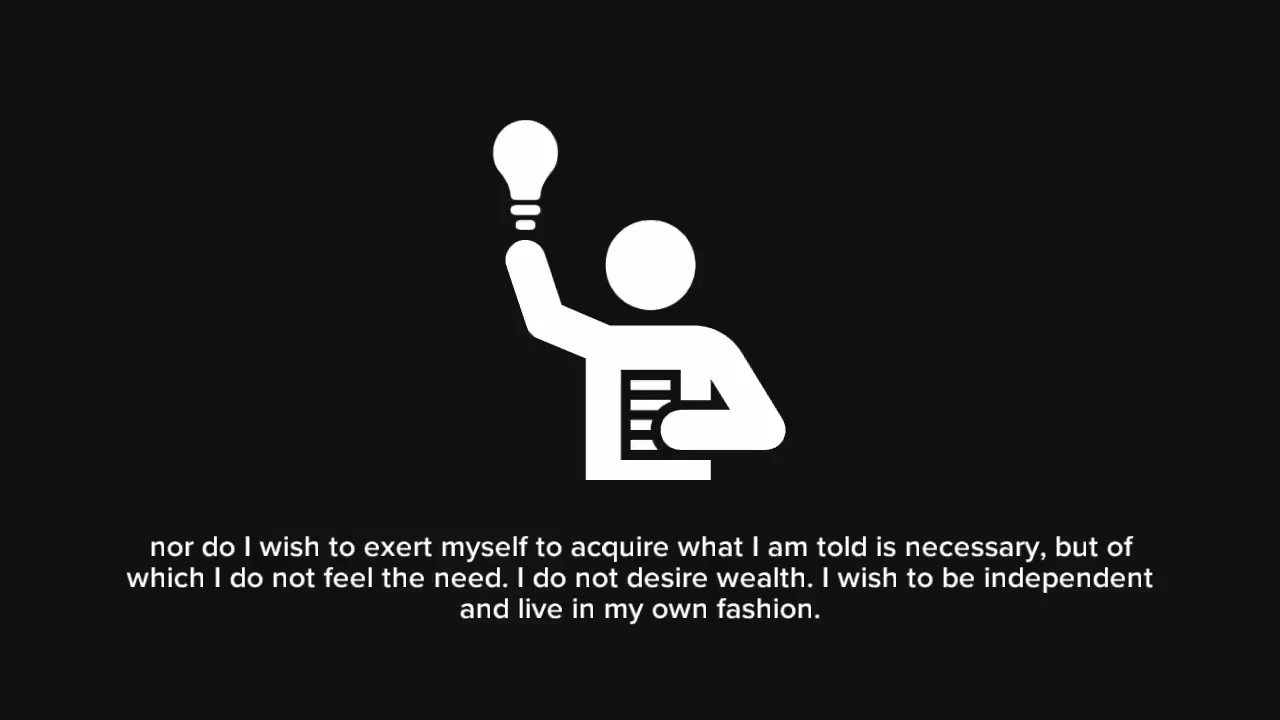 nor do I wish to exert myself to acquire what I am told is necessary, but of
which I do not feel the need. I do not desire wealth. I wish to be independent
and live in my own fashion.